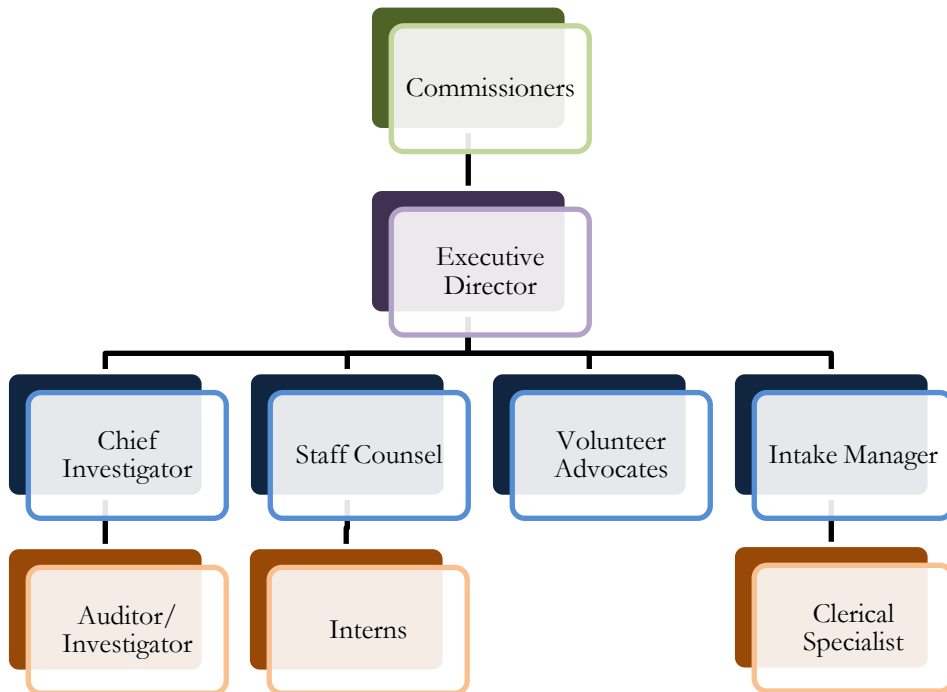 Commissioners
Executive
Director
Chief
Investigator
Staff Counsel
Volunteer
Advocates
Intake Manager
Auditor/
Investigator
Interns
Clerical
Specialist